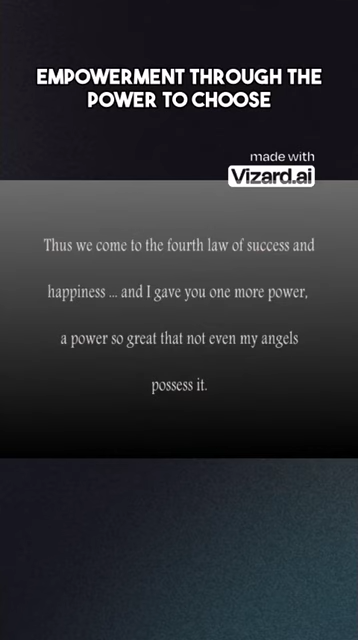 EMPOWERMENT THROUGH THE
POWER TO CHOOSE
made with
Vizard.ai
Thus we come to the fourth law of success and
happiness ... and I gave you one more power,
a power so great that not even my angels
possess it.